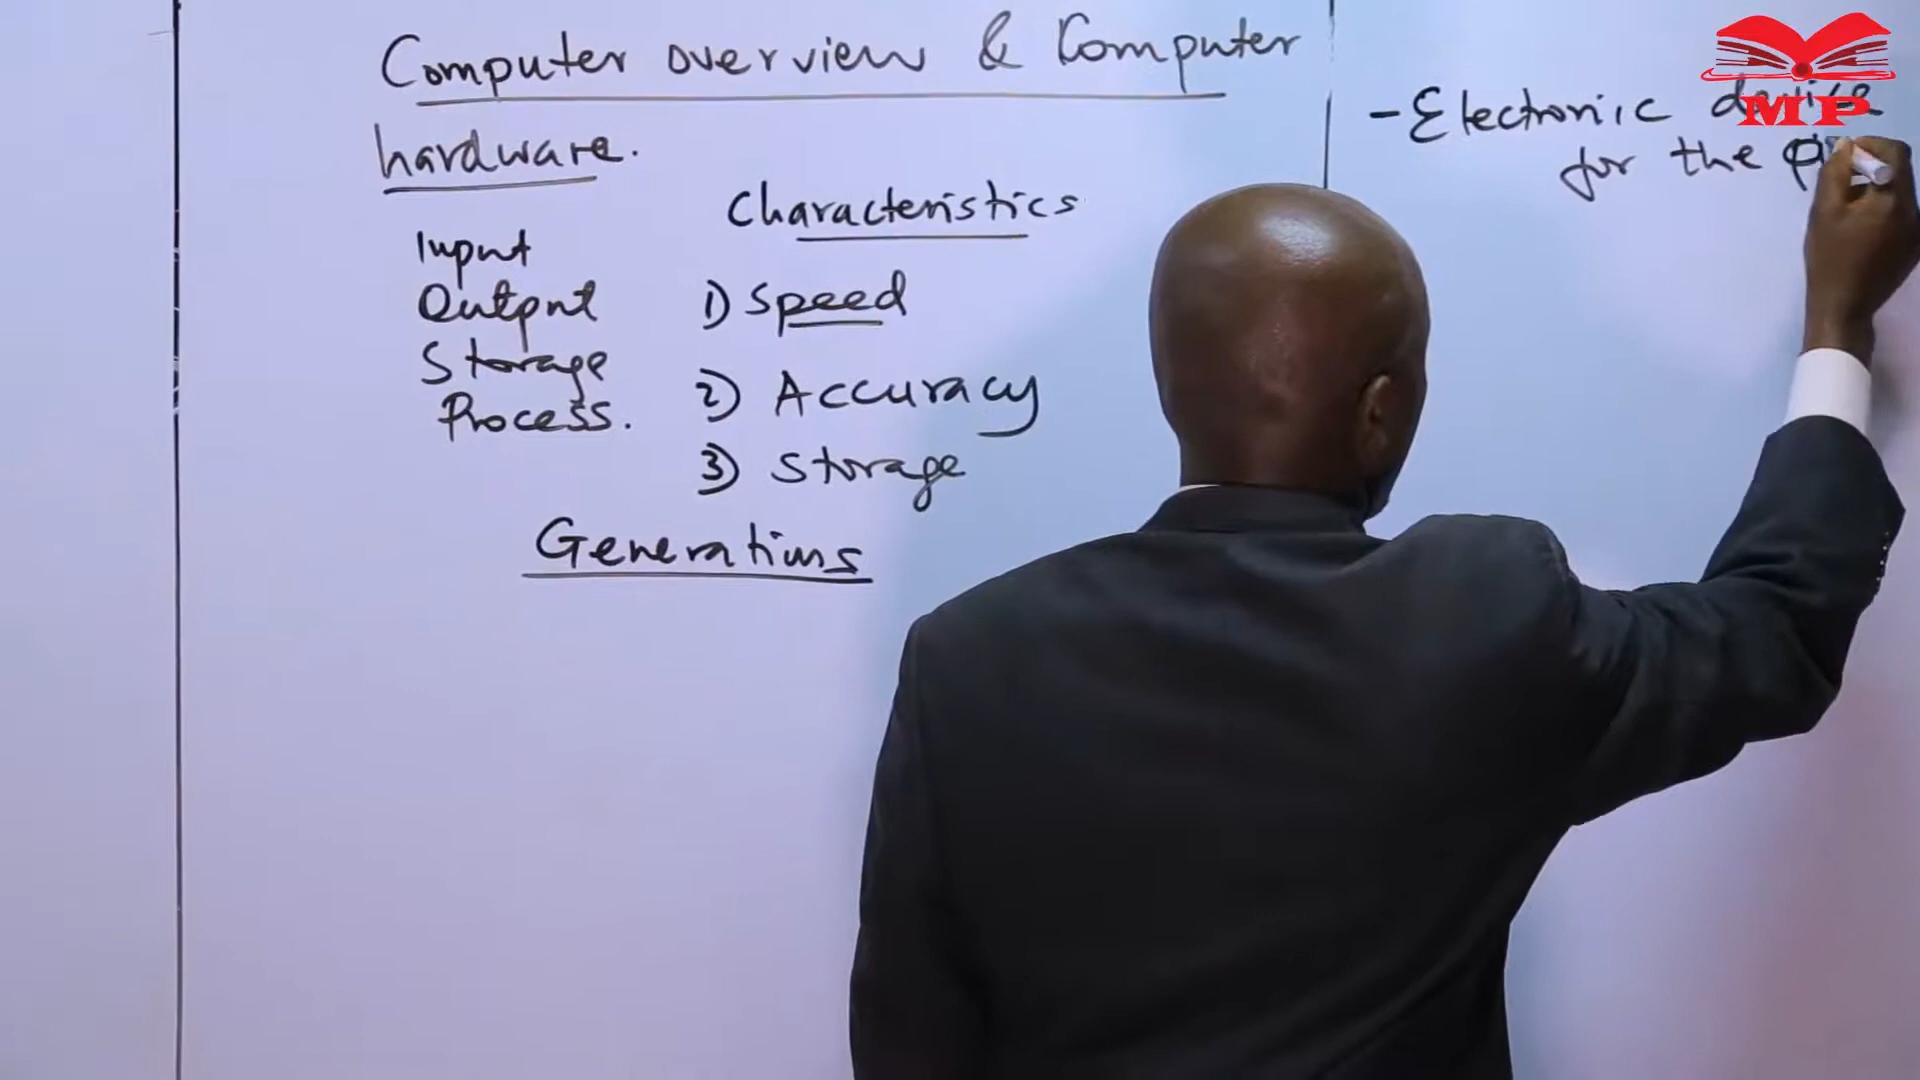 Computer overview & Computer
hardware.
Input
Output
Storage
Process.
Characteristics
1) Speed
2) Accuracy
3) Storage
Generations
- Electronic device
for the
MP